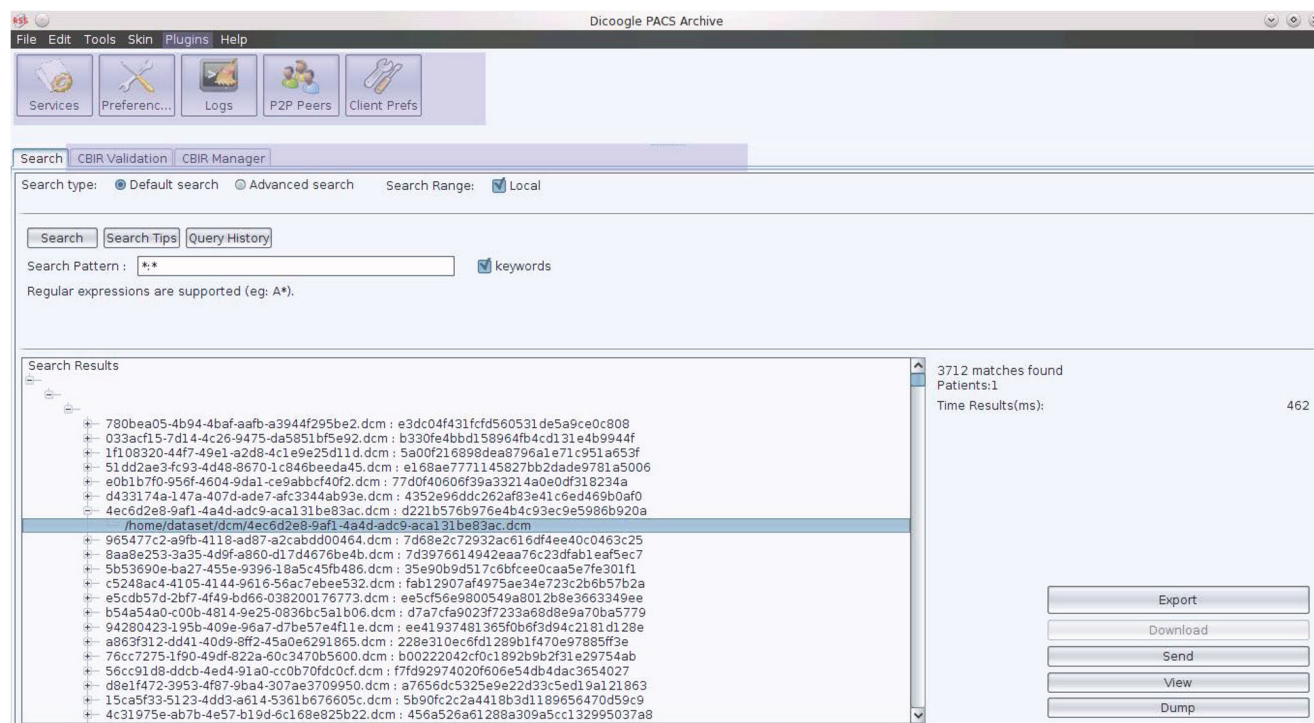 Dicoogle PACS Archive
File Edit Tools Skin Plugins Help
Services Preferenc... Logs P2P Peers Client Prefs
Search CBIR Validation CBIR Manager
Search type: Default search Advanced search Search Range: Local
Search Search Tips Query History
Search Pattern : *:* keywords
Regular expressions are supported (eg: A*).
Search Results
3712 matches found
Patients:1
Time Results(ms): 462
780bea05-4b94-4baf-aafb-a3944f295be2.dcm : e3dc04f431fcfd560531de5a9ce0c808
033acf15-7d14-4c26-9475-da5851bf5e92.dcm : b330fe4bbd158964fb4cd131e4b9944f
1f108320-44f7-49e1-a2d8-4c1e9e25d11d.dcm : 5a00f216898dea8796a1e71c951a653f
51dd2ae3-fc93-4d48-8670-1c846beeda45.dcm : e168ae7771145827bb2dade9781a5006
e0b1b7f0-956f-4604-9da1-ce9abbcf40f2.dcm : 77d0f40606f39a33214a0e0df318234a
d433174a-147a-407d-ade7-afc3344ab93e.dcm : 4352e96ddc262af83e41c6ed469b0af0
4ec6d2e8-9af1-4a4d-adc9-aca131be83ac.dcm : d221b576b976e4b4c93ec9e5986b920a
/home/dataset/dcm/4ec6d2e8-9af1-4a4d-adc9-aca131be83ac.dcm
965477c2-a9fb-4118-ad87-a2cabdd00464.dcm : 7d68e2c72932ac616df4ee40c0463c25
8aa8e253-3a35-4d9f-a860-d17d4676be4b.dcm : 7d3976614942eaa76c23dfab1eaf5ec7
5b53690e-ba27-455e-9396-18a5c45fb486.dcm : 35e90b9d517c6bfcee0caa5e7fe301f1
c5248ac4-4105-4144-9616-56ac7ebee532.dcm : fab12907af4975ae34e723c2b6b57b2a
e5cdb57d-2bf7-4f49-bd66-038200176773.dcm : ee5cf56e9800549a8012b8e3663349ee
b54a54a0-c00b-4814-9e25-0836bc5a1b06.dcm : d7a7cfa9023f7233a68d8e9a70ba5779
94280423-195b-409e-96a7-d7be57e4f11e.dcm : ee41937481365f0b6f3d94c2181d128e
a863f312-dd41-40d9-8ff2-45a0e6291865.dcm : 228e310ec6fd1289b1f470e97885ff3e
76cc7275-1f90-49df-822a-60c3470b5600.dcm : b00222042cf0c1892b9b2f31e29754ab
56cc91d8-ddcb-4ed4-91a0-cc0b70fdc0cf.dcm : f7fd92974020f606e54db4dac3654027
d8e1f472-3953-4f87-9ba4-307ae3709950.dcm : a7656dc5325e9e22d33c5ed19a121863
15ca5f33-5123-4dd3-a614-5361b676605c.dcm : 5b90fc2c2a4418b3d1189656470d59c9
4c31975e-ab7b-4e57-b19d-6c168e825b22.dcm : 456a526a61288a309a5cc132995037a8
Export
Download
Send
View
Dump